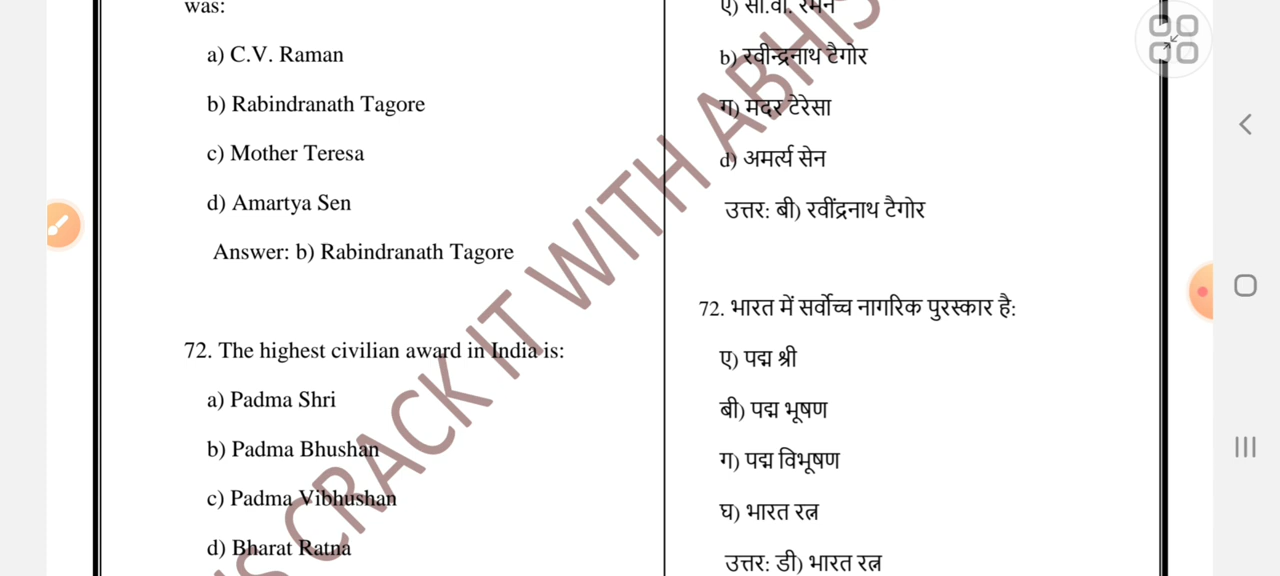 was:
a) C.V. Raman
b) Rabindranath Tagore
c) Mother Teresa
d) Amartya Sen
Answer: b) Rabindranath Tagore
72. The highest civilian award in India is:
a) Padma Shri
b) Padma Bhushan
c) Padma Vibhushan
d) Bharat Ratna
ए) सी.वी. रमन
b) रवीन्द्रनाथ टैगोर
ग) मदर टेरेसा
d) अमर्त्य सेन
उत्तर: बी) रवींद्रनाथ टैगोर
72. भारत में सर्वोच्च नागरिक पुरस्कार है:
ए) पद्म श्री
बी) पद्म भूषण
ग) पद्म विभूषण
घ) भारत रत्न
उत्तर: डी) भारत रत्न
CRACK IT WITH